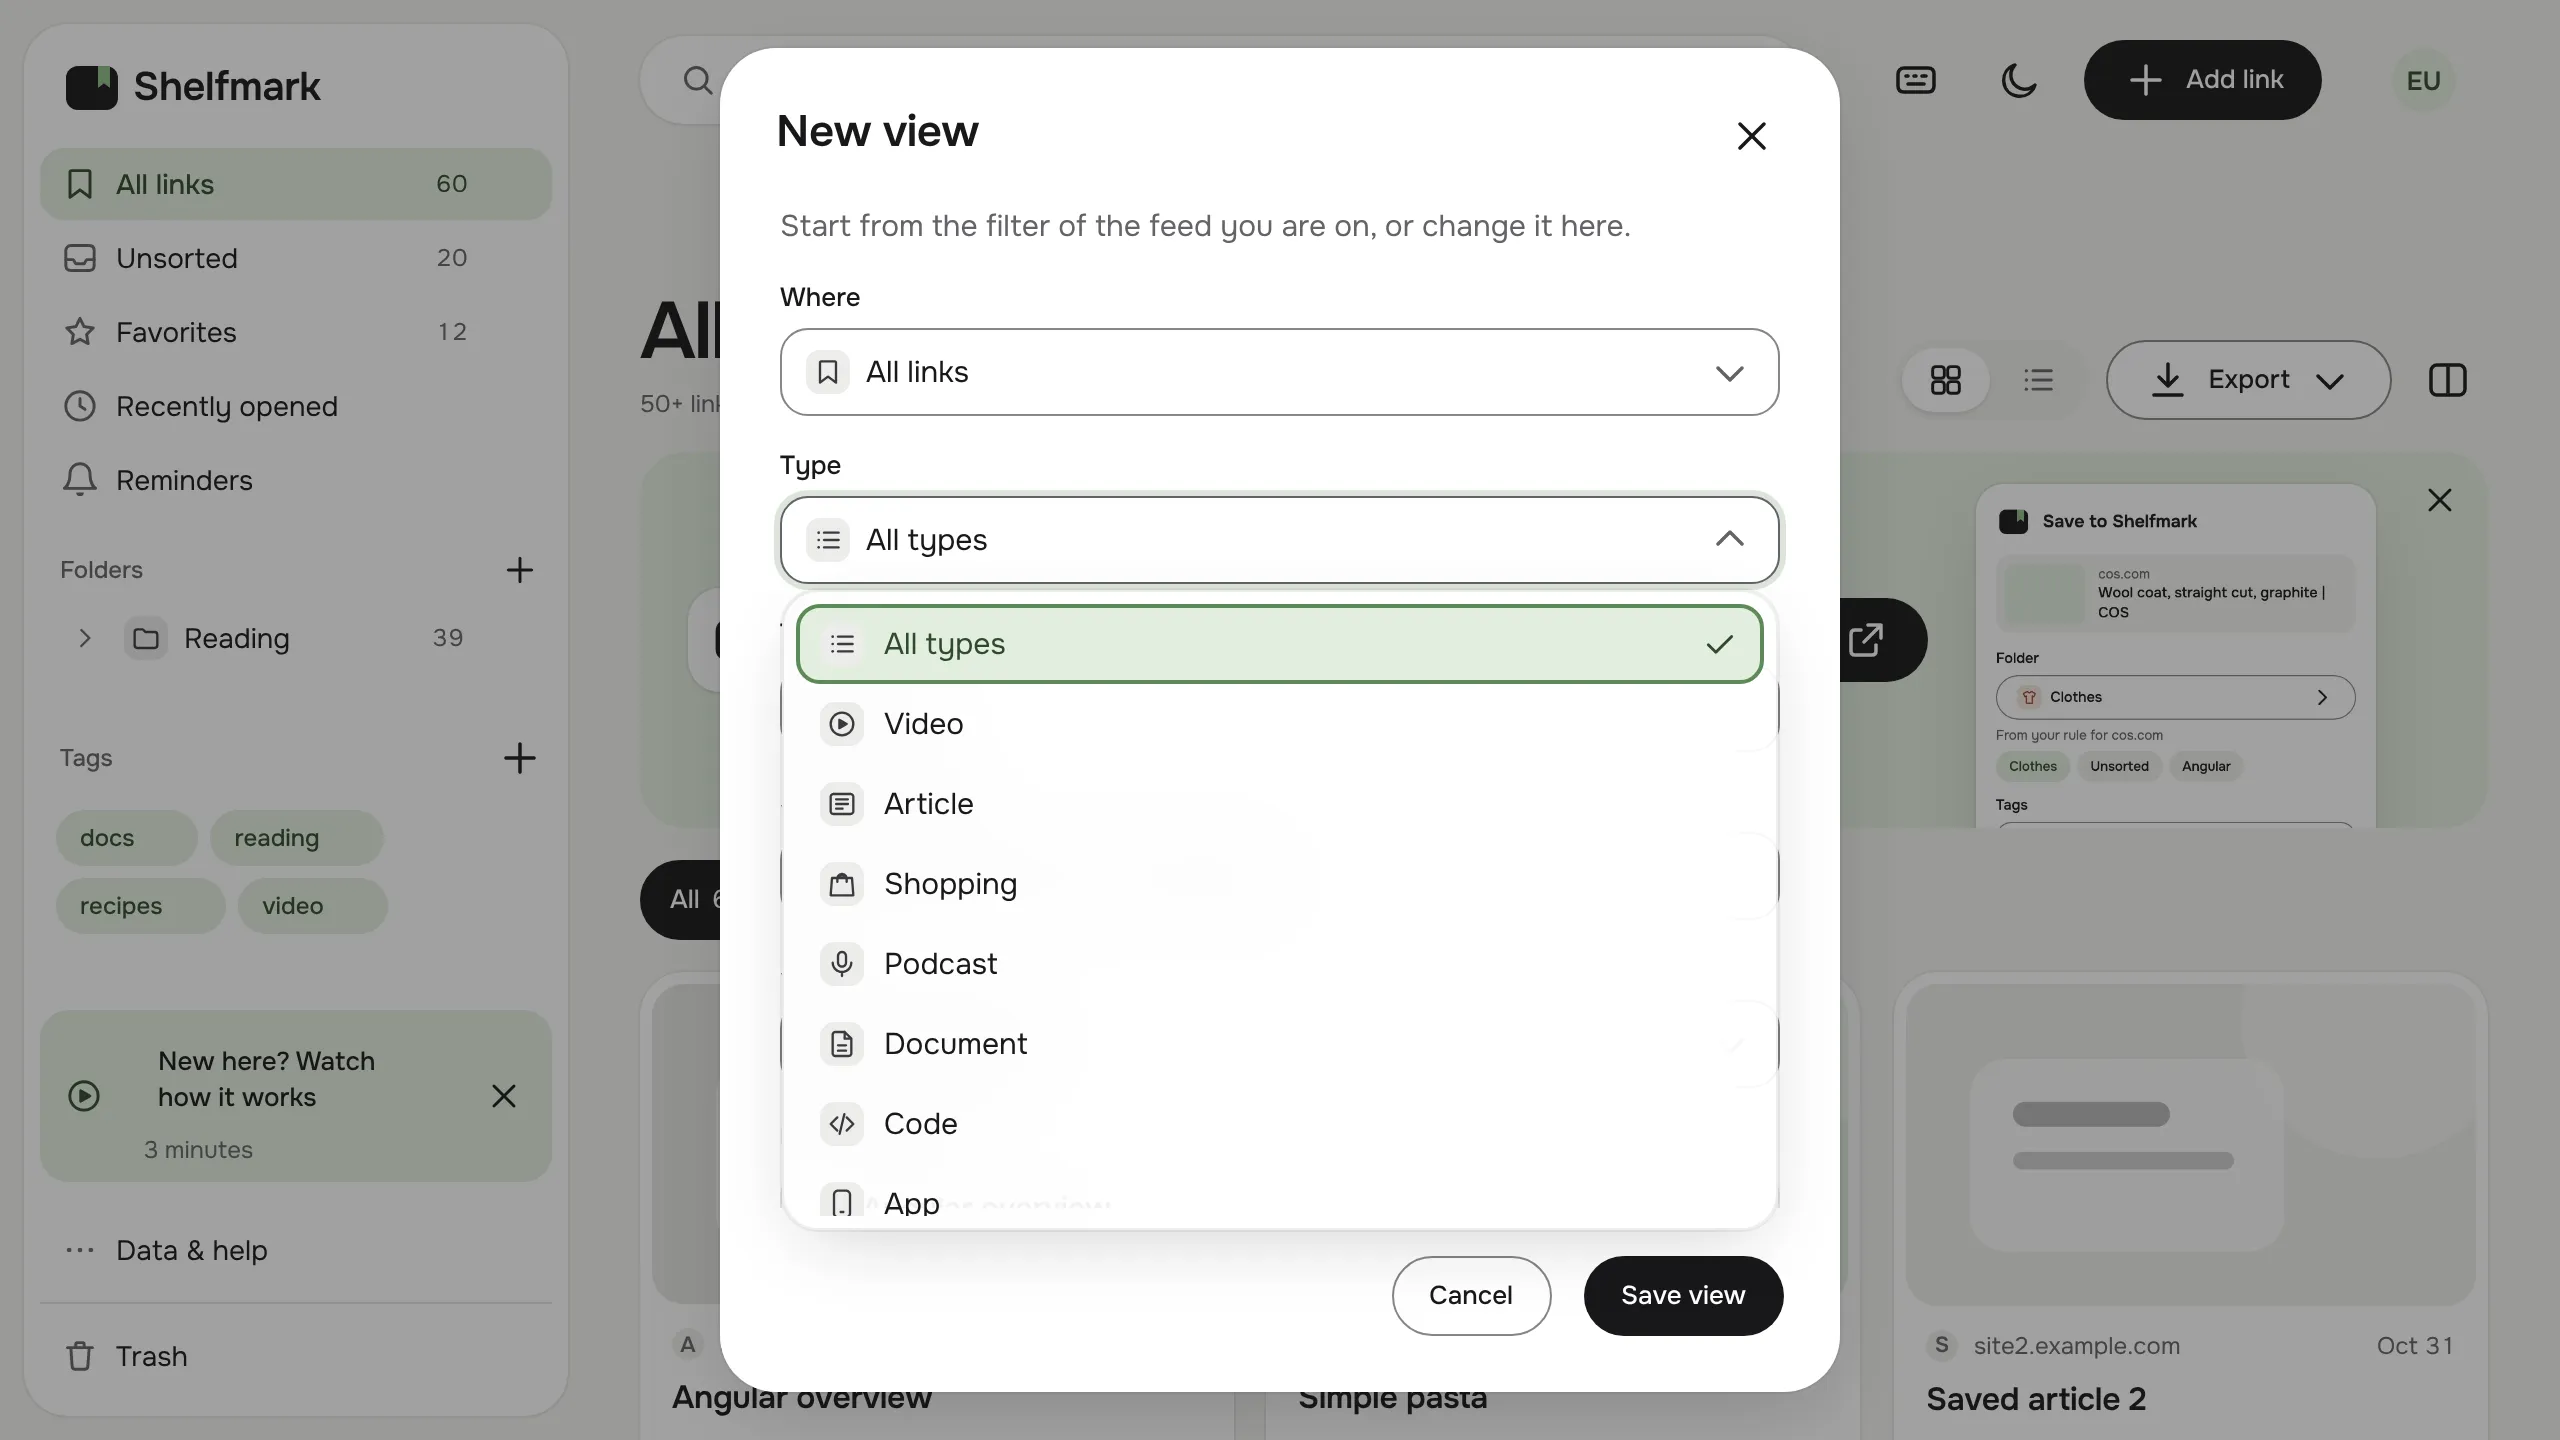 Shelfmark
All links 60
Unsorted 20
Favorites 12
Recently opened
Reminders
Folders
Reading 39
Tags
docs reading
recipes video
New here? Watch
how it works
3 minutes
Data & help
Trash
Add link
EU
All
50+
Export
New view
Start from the filter of the feed you are on, or change it here.
Where
All links
Type
All types
All types
Video
Article
Shopping
Podcast
Document
Code
App
Cancel
Save view
Save to Shelfmark
cos.com
Wool coat, straight cut, graphite |
COS
Folder
Clothes
From your rule for cos.com
Clothes Unsorted Angular
Tags
All
A
Angular overview
Simple pasta
S site2.example.com Oct 31
Saved article 2